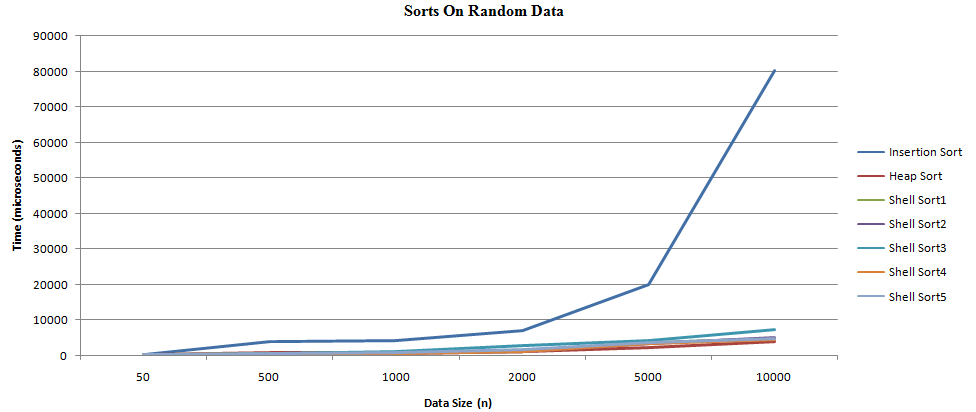 Sorts On Random Data
90000
80000
70000
60000
50000
40000
30000
20000
10000
0
Time (microseconds)
50 500 1000 2000 5000 10000
Data Size (n)
Insertion Sort
Heap Sort
Shell Sort1
Shell Sort2
Shell Sort3
Shell Sort4
Shell Sort5